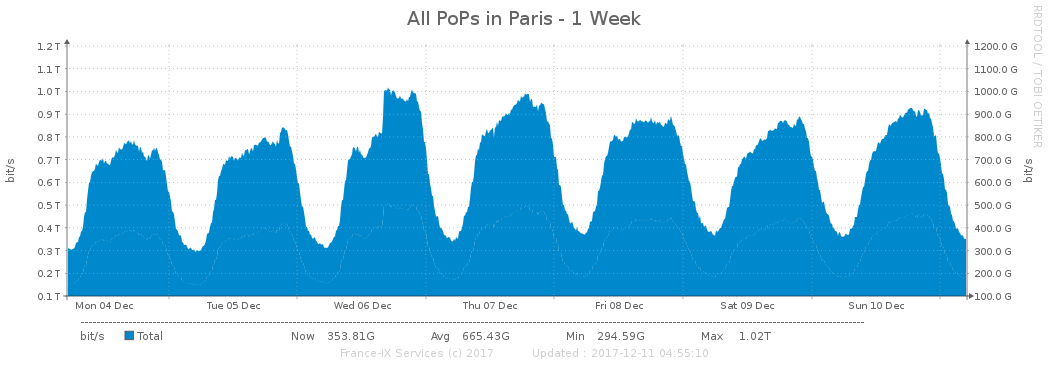 All PoPs in Paris - 1 Week
RRDTOOL / TOBI OETIKER
1.2 T 1200.0 G
1.1 T 1100.0 G
1.0 T 1000.0 G
0.9 T 900.0 G
0.8 T 800.0 G
0.7 T 700.0 G
0.6 T 600.0 G
0.5 T 500.0 G
0.4 T 400.0 G
0.3 T 300.0 G
0.2 T 200.0 G
0.1 T 100.0 G
bit/s
bit/s
Mon 04 Dec Tue 05 Dec Wed 06 Dec Thu 07 Dec Fri 08 Dec Sat 09 Dec Sun 10 Dec
bit/s Total Now 353.81G Avg 665.43G Min 294.59G Max 1.02T
France-IX Services (c) 2017 Updated : 2017-12-11 04:55:10